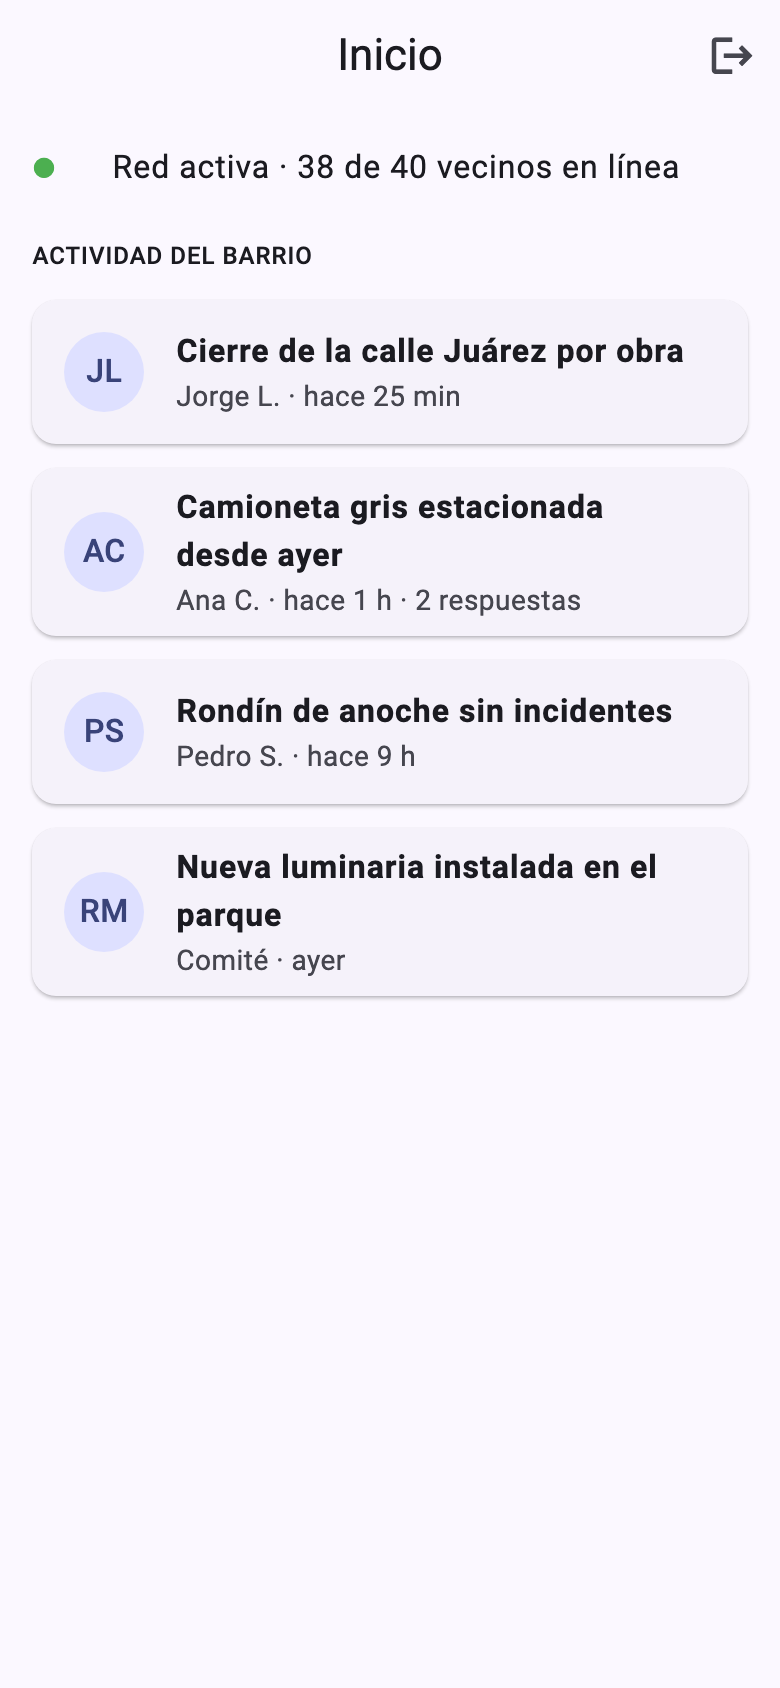 Inicio
Red activa · 38 de 40 vecinos en línea
ACTIVIDAD DEL BARRIO
JL
Cierre de la calle Juárez por obra
Jorge L. · hace 25 min
AC
Camioneta gris estacionada
desde ayer
Ana C. · hace 1 h · 2 respuestas
PS
Rondín de anoche sin incidentes
Pedro S. · hace 9 h
RM
Nueva luminaria instalada en el
parque
Comité · ayer